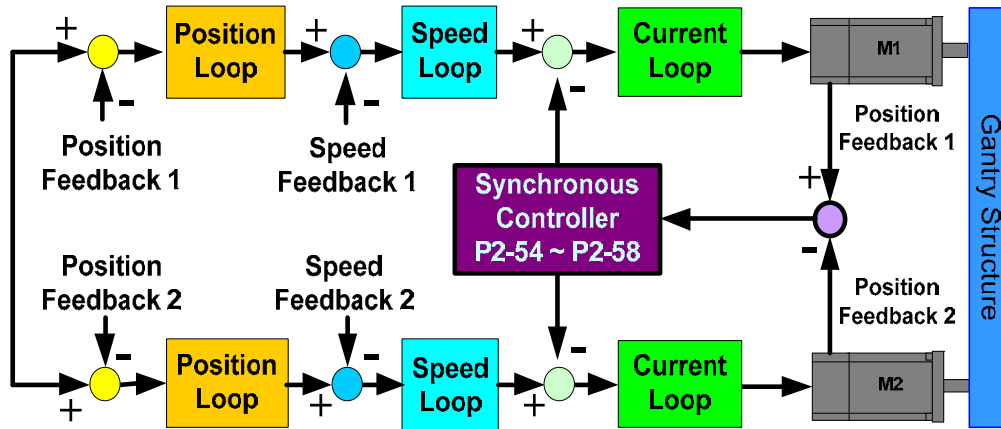 +
Position
Loop
+
Speed
Loop
+
Current
Loop
M1
-
Position
Feedback 1
-
Speed
Feedback 1
-
Position
Feedback 1
Gantry Structure
Synchronous
Controller
P2-54 ~ P2-58
+
-
Position
Feedback 2
Speed
Feedback 2
Position
Feedback 2
-
-
-
+
Position
Loop
+
Speed
Loop
+
Current
Loop
M2